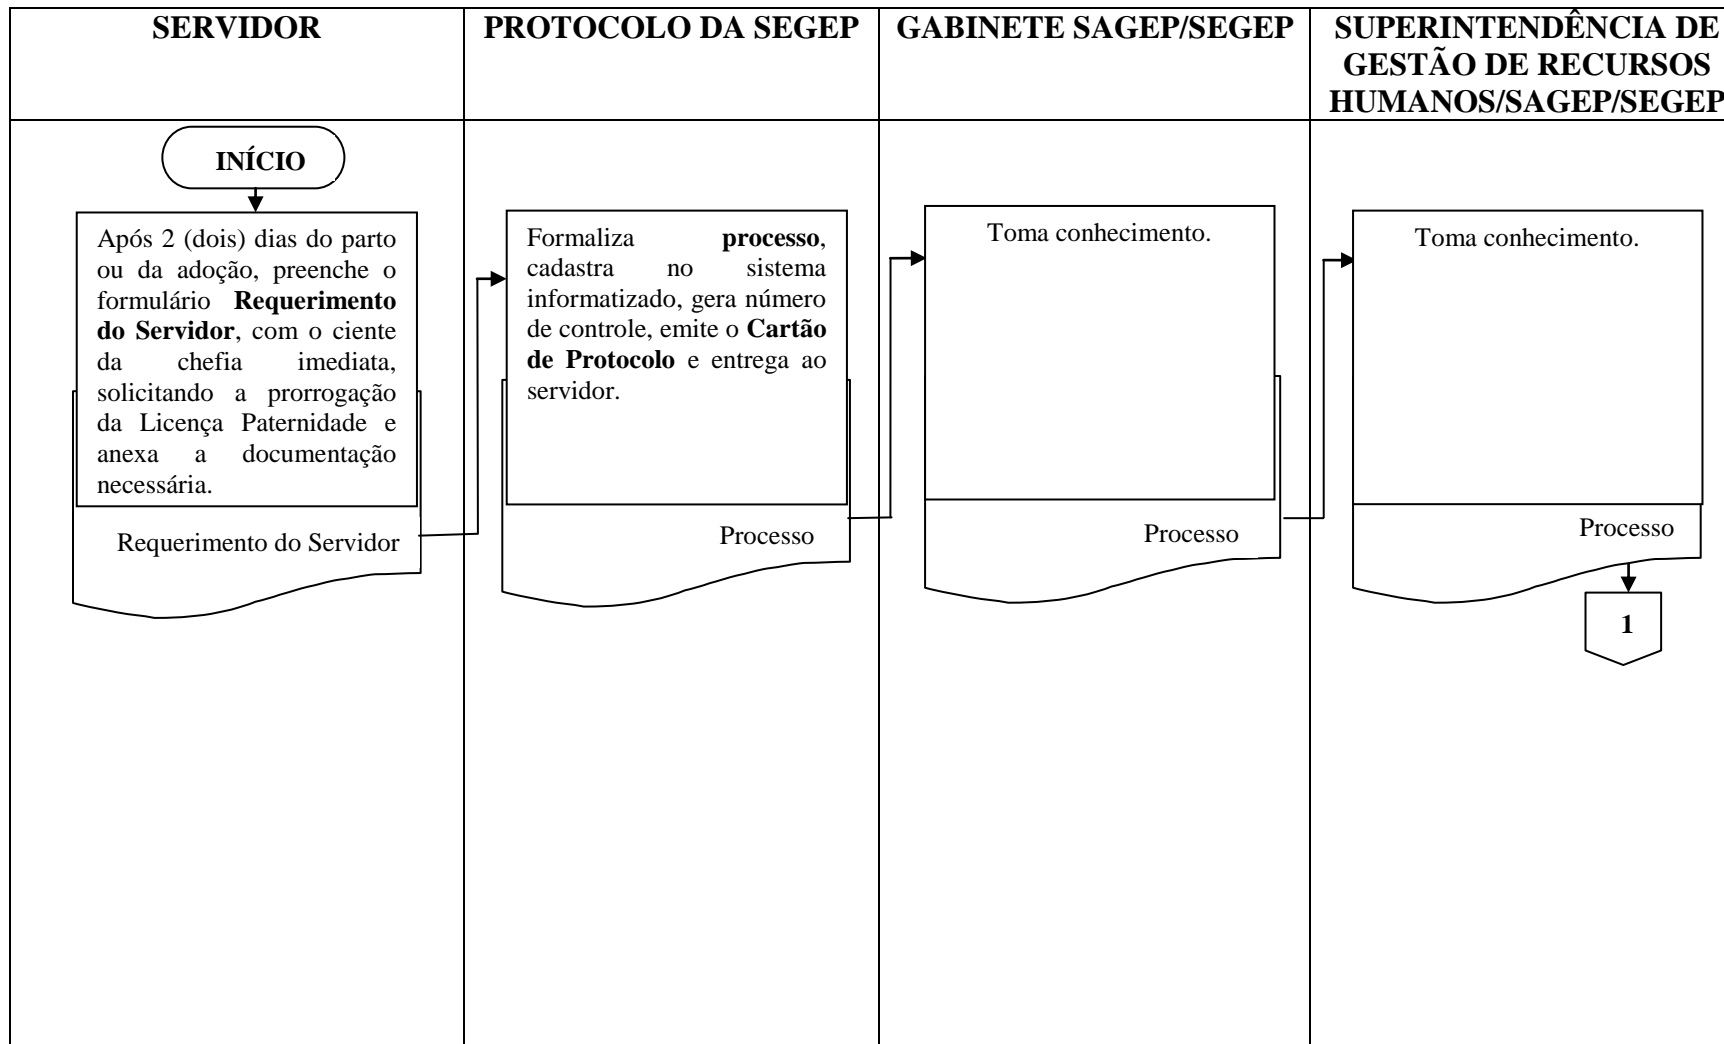 SERVIDOR
PROTOCOLO DA SEGEP
GABINETE SAGEP/SEGEP
SUPERINTENDÊNCIA DE
GESTÃO DE RECURSOS
HUMANOS/SAGEP/SEGEP
INÍCIO
Após 2 (dois) dias do parto
ou da adoção, preenche o
formulário Requerimento
do Servidor, com o ciente
da chefia imediata,
solicitando a prorrogação
da Licença Paternidade e
anexa a documentação
necessária.
Requerimento do Servidor
Formaliza processo,
cadastra no sistema
informatizado, gera número
de controle, emite o Cartão
de Protocolo e entrega ao
servidor.
Processo
Toma conhecimento.
Processo
Toma conhecimento.
Processo
1